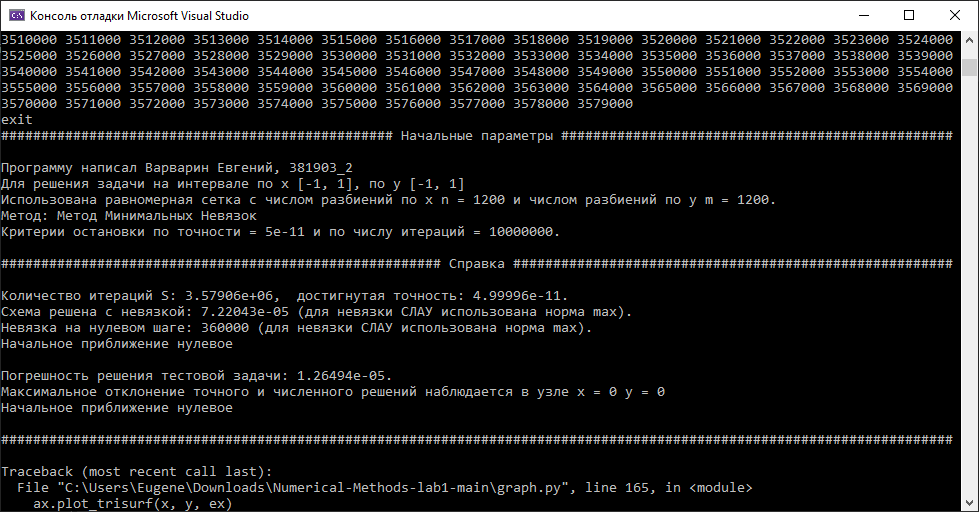 Консоль отладки Microsoft Visual Studio
3510000 3511000 3512000 3513000 3514000 3515000 3516000 3517000 3518000 3519000 3520000 3521000 3522000 3523000 3524000
3525000 3526000 3527000 3528000 3529000 3530000 3531000 3532000 3533000 3534000 3535000 3536000 3537000 3538000 3539000
3540000 3541000 3542000 3543000 3544000 3545000 3546000 3547000 3548000 3549000 3550000 3551000 3552000 3553000 3554000
3555000 3556000 3557000 3558000 3559000 3560000 3561000 3562000 3563000 3564000 3565000 3566000 3567000 3568000 3569000
3570000 3571000 3572000 3573000 3574000 3575000 3576000 3577000 3578000 3579000
exit
################################################# Начальные параметры #################################################
Программу написал Варварин Евгений, 381903_2
Для решения задачи на интервале по x [-1, 1], по y [-1, 1]
Использована равномерная сетка с числом разбиений по x n = 1200 и числом разбиений по y m = 1200.
Метод: Метод Минимальных Невязок
Критерии остановки по точности = 5e-11 и по числу итераций = 10000000.
####################################################### Справка #######################################################
Количество итераций S: 3.57906e+06,  достигнутая точность: 4.99996e-11.
Схема решена с невязкой: 7.22043e-05 (для невязки СЛАУ использована норма max).
Невязка на нулевом шаге: 360000 (для невязки СЛАУ использована норма max).
Начальное приближение нулевое
Погрешность решения тестовой задачи: 1.26494e-05.
Максимальное отклонение точного и численного решений наблюдается в узле x = 0 y = 0
Начальное приближение нулевое
#######################################################################################################################
Traceback (most recent call last):
  File "C:\Users\Eugene\Downloads\Numerical-Methods-lab1-main\graph.py", line 165, in <module>
    ax.plot_trisurf(x, y, ex)